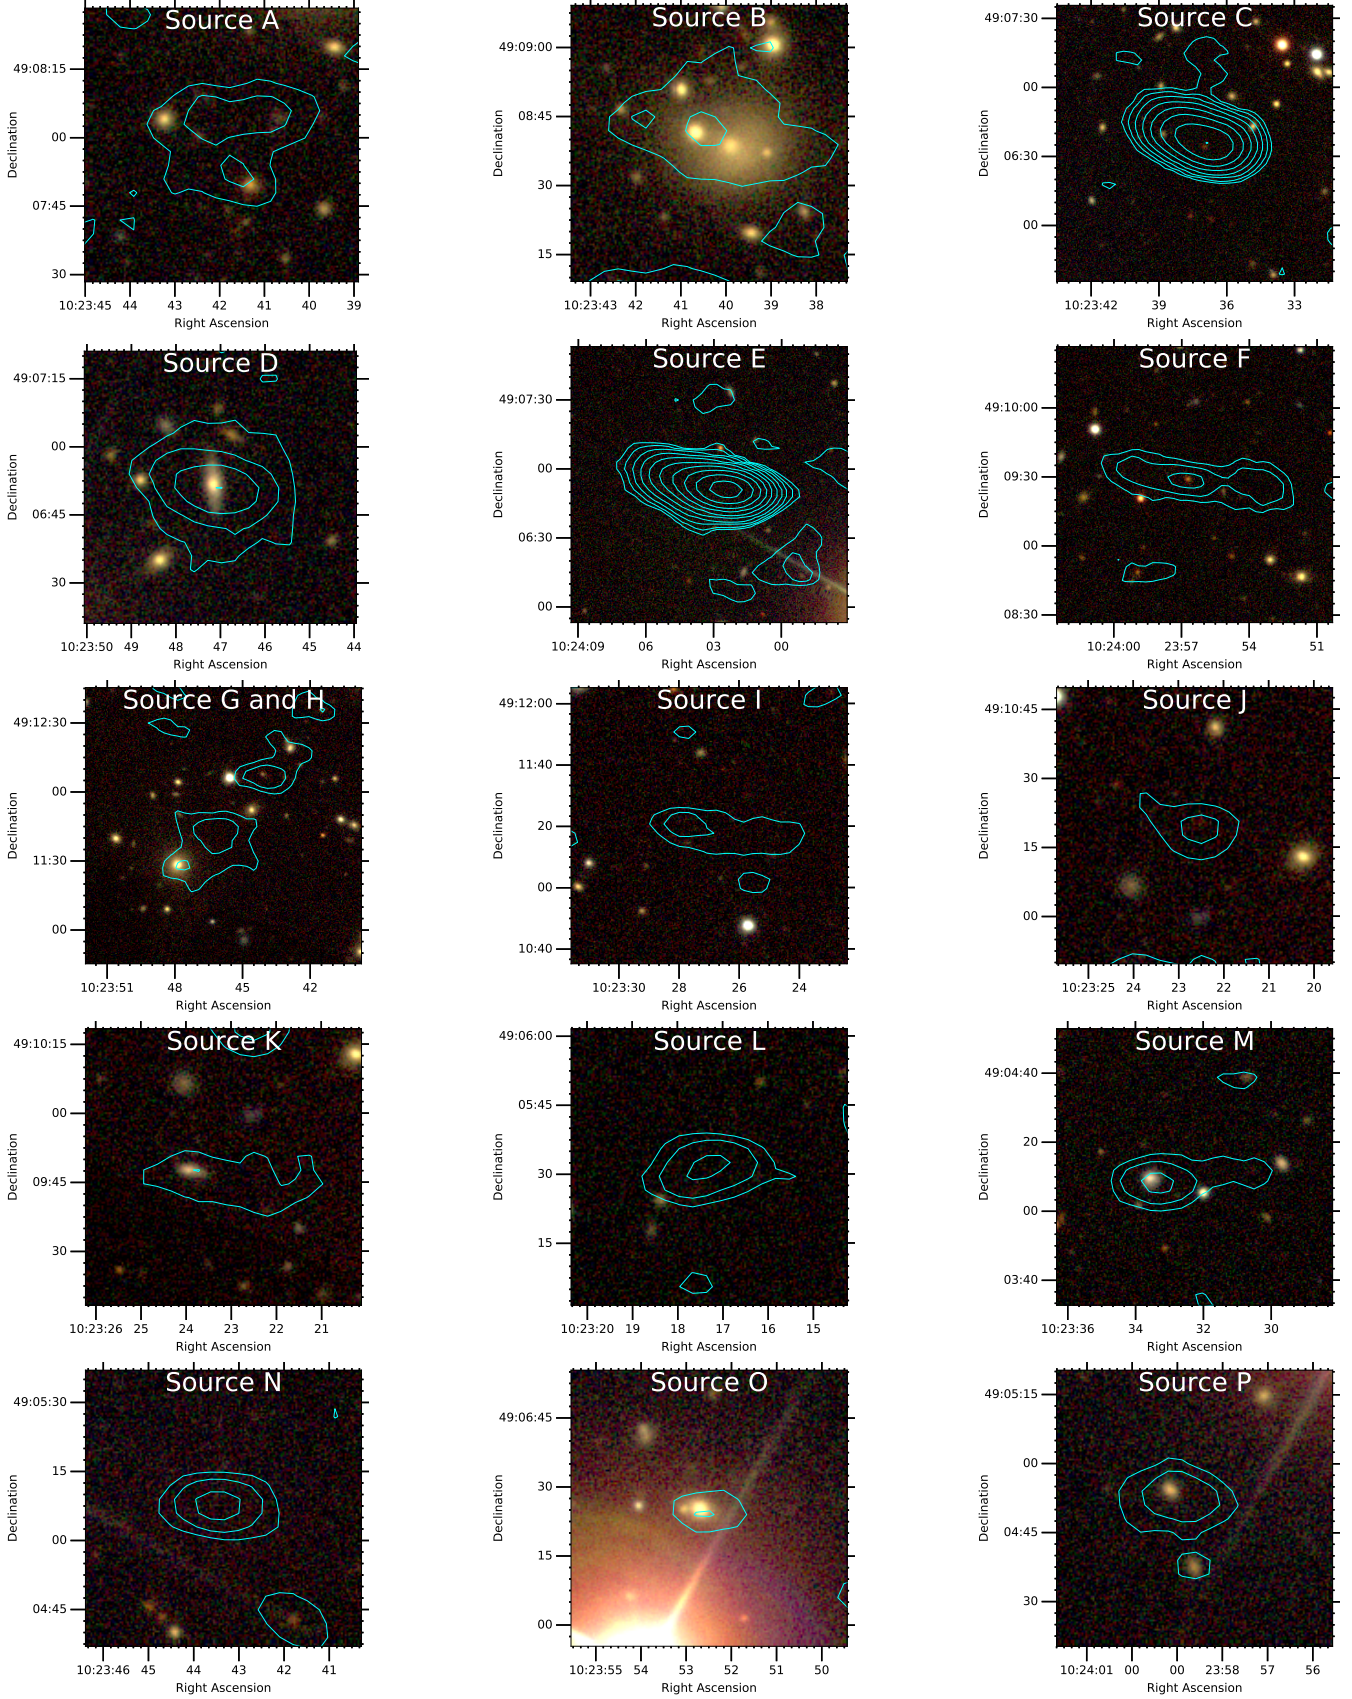 Source A
49:08:15
00
07:45
30
Declination
10:23:45 44 43 42 41 40 39
Right Ascension
Source B
49:09:00
08:45
30
15
Declination
10:23:43 42 41 40 39 38
Right Ascension
Source C
49:07:30
00
06:30
00
Declination
10:23:42 39 36 33
Right Ascension
Source D
49:07:15
00
06:45
30
Declination
10:23:50 49 48 47 46 45 44
Right Ascension
Source E
49:07:30
00
06:30
00
Declination
10:24:09 06 03 00
Right Ascension
Source F
49:10:00
09:30
00
08:30
Declination
10:24:00 23:57 54 51
Right Ascension
Source G and H
49:12:30
00
11:30
00
Declination
10:23:51 48 45 42
Right Ascension
Source I
49:12:00
11:40
20
00
10:40
Declination
10:23:30 28 26 24
Right Ascension
Source J
49:10:45
30
15
00
Declination
10:23:25 24 23 22 21 20
Right Ascension
Source K
49:10:15
00
09:45
30
Declination
10:23:26 25 24 23 22 21
Right Ascension
Source L
49:06:00
05:45
30
15
Declination
10:23:20 19 18 17 16 15
Right Ascension
Source M
49:04:40
20
00
03:40
Declination
10:23:36 34 32 30
Right Ascension
Source N
49:05:30
15
00
04:45
Declination
10:23:46 45 44 43 42 41
Right Ascension
Source O
49:06:45
30
15
00
Declination
10:23:55 54 53 52 51 50
Right Ascension
Source P
49:05:15
00
04:45
30
Declination
10:24:01 00 00 23:58 57 56
Right Ascension